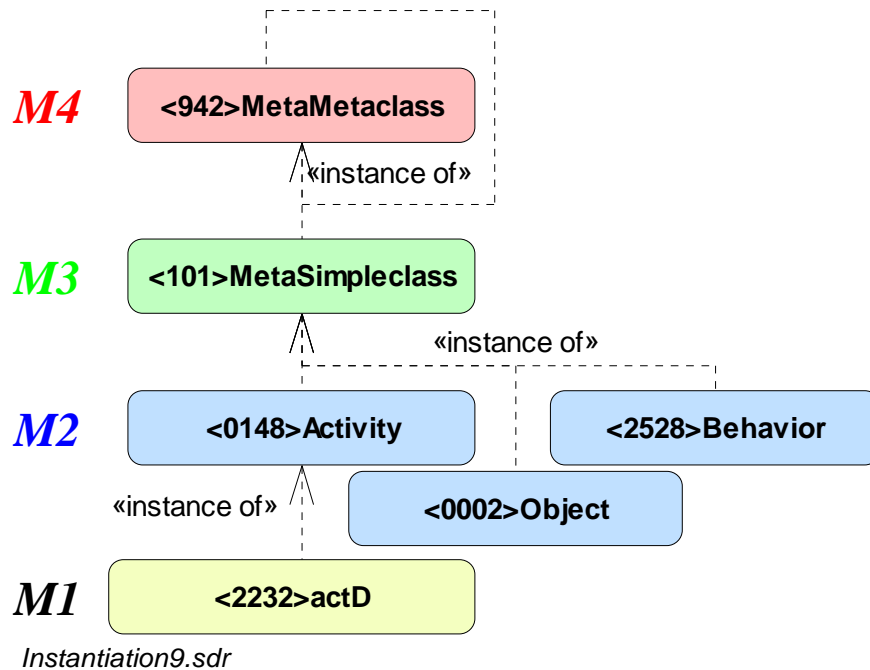 M4
<942>MetaMetaclass
«instance of»
M3
<101>MetaSimpleclass
«instance of»
M2
<0148>Activity
<2528>Behavior
«instance of»
<0002>Object
M1
<2232>actD
Instantiation9.sdr